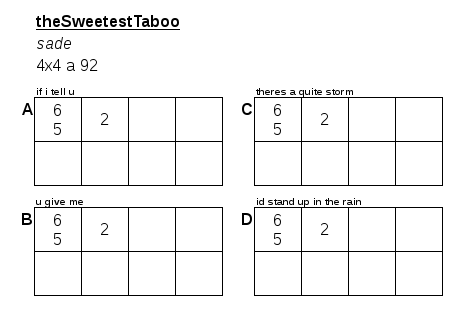 theSweetestTaboo
sade
4x4 a 92
if i tell u
A
6 2
5
u give me
B
6 2
5
theres a quite storm
C
6 2
5
id stand up in the rain
D
6 2
5